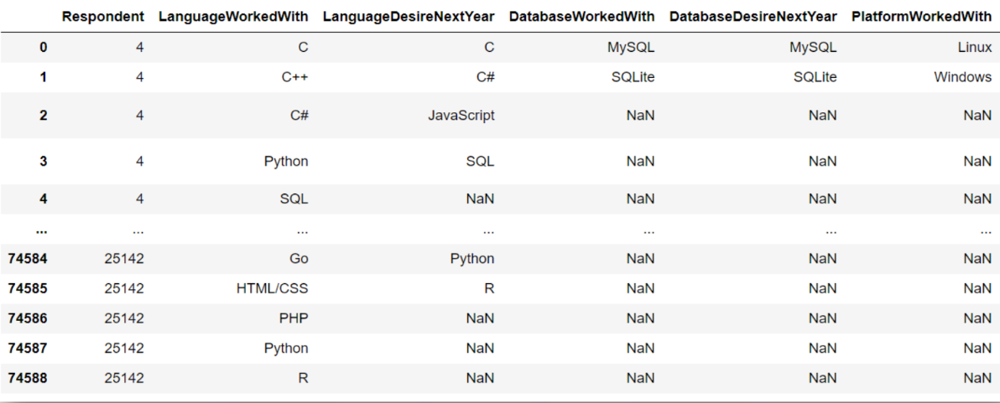 Respondent LanguageWorkedWith LanguageDesireNextYear DatabaseWorkedWith DatabaseDesireNextYear PlatformWorkedWith
0 4 C C MySQL MySQL Linux
1 4 C++ C# SQLite SQLite Windows
2 4 C# JavaScript NaN NaN NaN
3 4 Python SQL NaN NaN NaN
4 4 SQL NaN NaN NaN NaN
... ... ... ... ... ... ...
74584 25142 Go Python NaN NaN NaN
74585 25142 HTML/CSS R NaN NaN NaN
74586 25142 PHP NaN NaN NaN NaN
74587 25142 Python NaN NaN NaN NaN
74588 25142 R NaN NaN NaN NaN